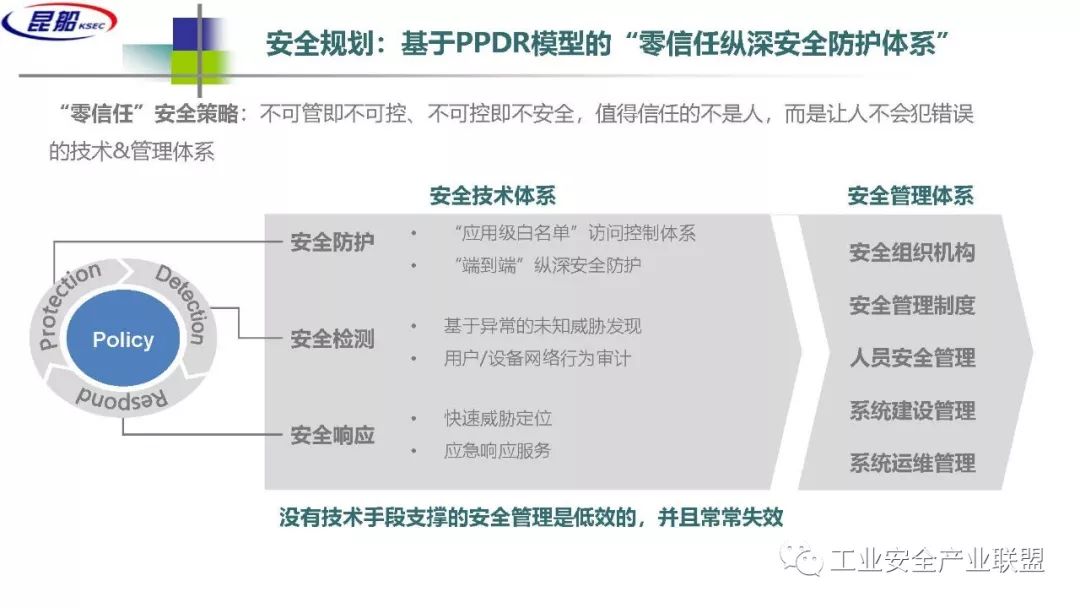 昆船 KSEC
安全规划：基于PPDR模型的“零信任纵深安全防护体系”
“零信任”安全策略：不可管即不可控、不可控即不安全，值得信任的不是人，而是让人不会犯错误
的技术&管理体系
安全技术体系
安全管理体系
Protection
Detection
Respond
Policy
安全防护
• “应用级白名单”访问控制体系
• “端到端”纵深安全防护
安全检测
• 基于异常的未知威胁发现
• 用户/设备网络行为审计
安全响应
• 快速威胁定位
• 应急响应服务
安全组织机构
安全管理制度
人员安全管理
系统建设管理
系统运维管理
没有技术手段支撑的安全管理是低效的，并且常常失效
工业安全产业联盟